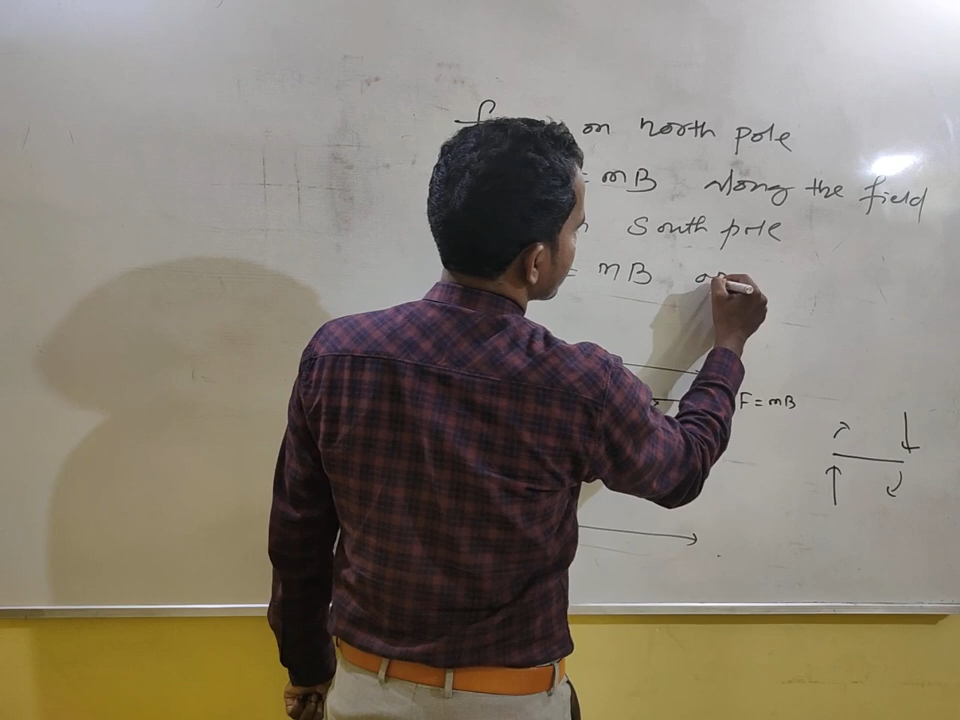 on north pole
= mB along the field
South pole
= mB
F = mB